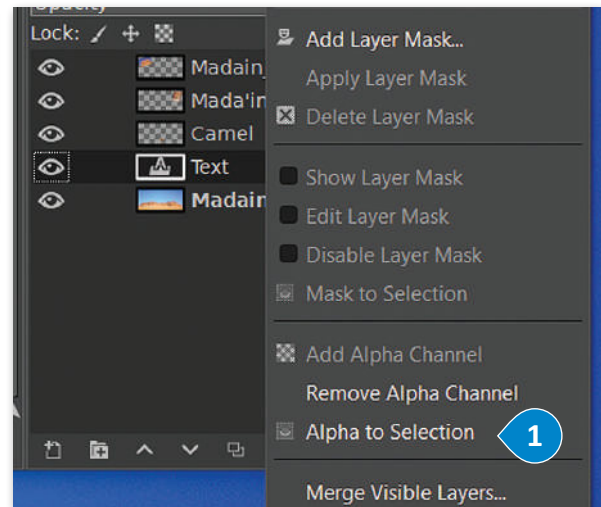 Opacity
Lock:
Madain_
Mada'in
Camel
Text
Madain
Add Layer Mask...
Apply Layer Mask
Delete Layer Mask
Show Layer Mask
Edit Layer Mask
Disable Layer Mask
Mask to Selection
Add Alpha Channel
Remove Alpha Channel
Alpha to Selection
1
Merge Visible Layers...